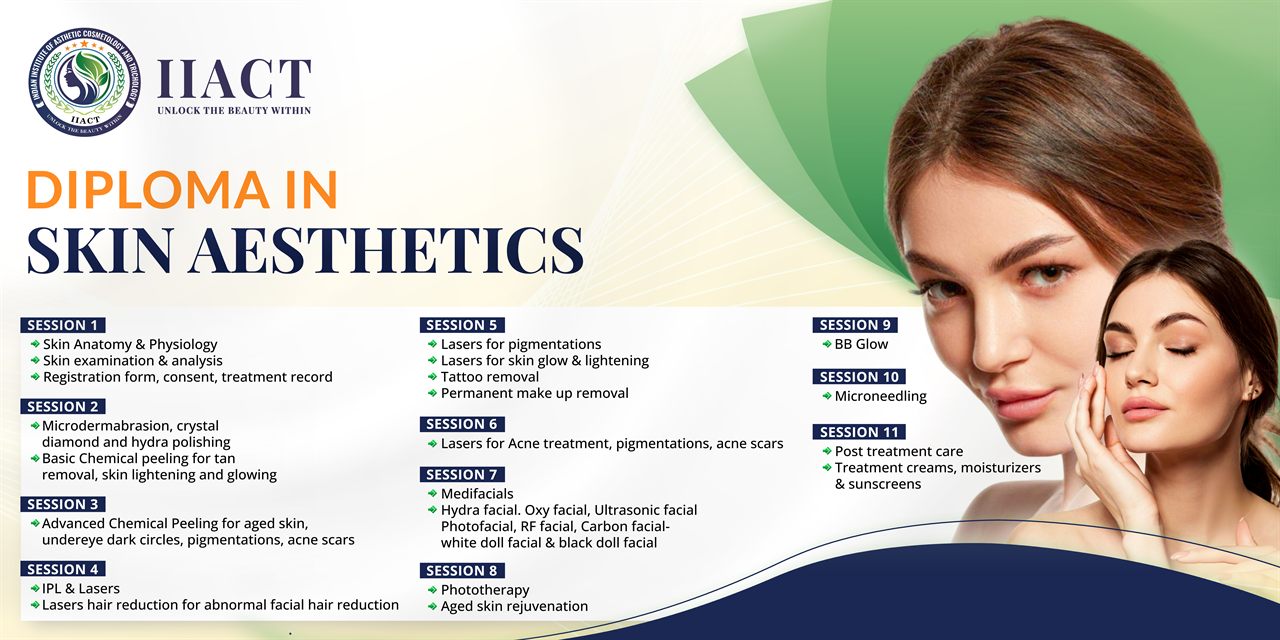 INDIAN INSTITUTE OF ASTHETIC COSMETOLOGY AND TRICHOLOGY
IIACT
UNLOCK THE BEAUTY WITHIN
IIACT
UNLOCK THE BEAUTY WITHIN
DIPLOMA IN
SKIN AESTHETICS
SESSION 1
Skin Anatomy & Physiology
Skin examination & analysis
Registration form, consent, treatment record
SESSION 2
Microdermabrasion, crystal
diamond and hydra polishing
Basic Chemical peeling for tan
removal, skin lightening and glowing
SESSION 3
Advanced Chemical Peeling for aged skin,
undereye dark circles, pigmentations, acne scars
SESSION 4
IPL & Lasers
Lasers hair reduction for abnormal facial hair reduction
SESSION 5
Lasers for pigmentations
Lasers for skin glow & lightening
Tattoo removal
Permanent make up removal
SESSION 6
Lasers for Acne treatment, pigmentations, acne scars
SESSION 7
Medifacials
Hydra facial. Oxy facial, Ultrasonic facial
Photofacial, RF facial, Carbon facial-
white doll facial & black doll facial
SESSION 8
Phototherapy
Aged skin rejuvenation
SESSION 9
BB Glow
SESSION 10
Microneedling
SESSION 11
Post treatment care
Treatment creams, moisturizers
& sunscreens